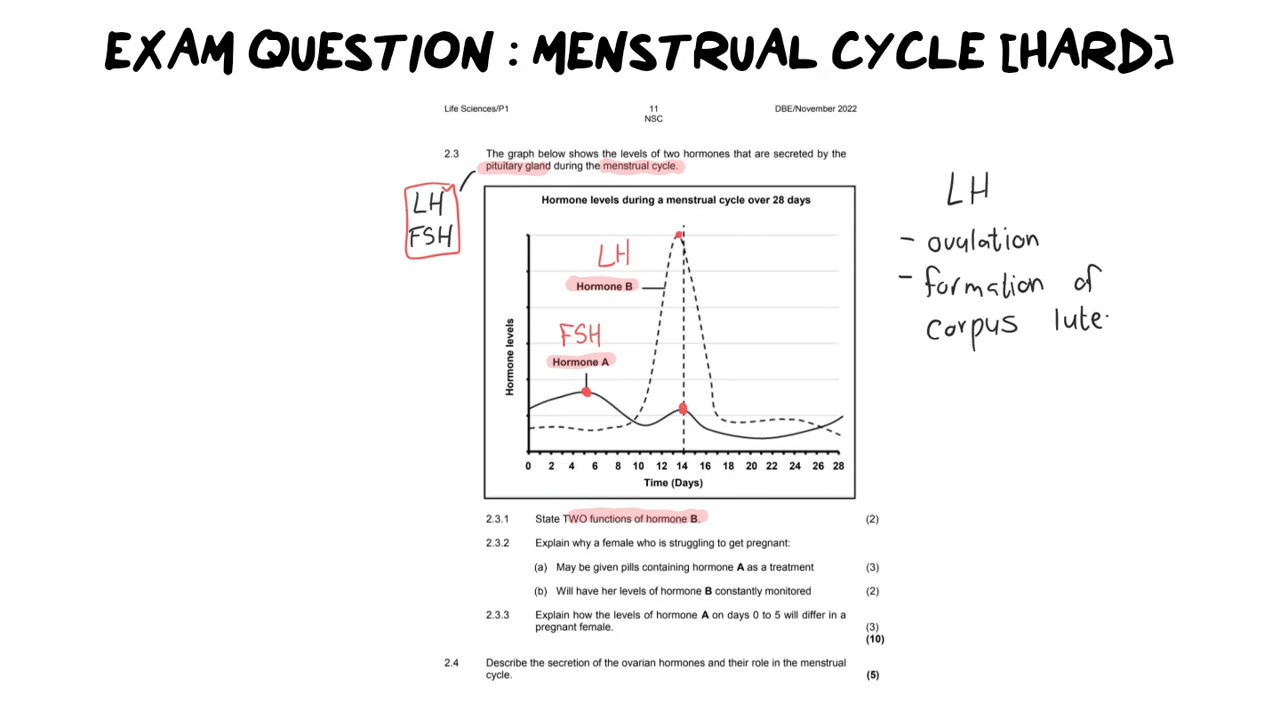 EXAM QUESTION : MENSTRUAL CYCLE [HARD]
Life Sciences/P1 11 DBE/November 2022
NSC
2.3 The graph below shows the levels of two hormones that are secreted by the
pituitary gland during the menstrual cycle.
LH
FSH
Hormone levels during a menstrual cycle over 28 days
LH
Hormone B
FSH
Hormone A
Hormone levels
0 2 4 6 8 10 12 14 16 18 20 22 24 26 28
Time (Days)
LH
- ovulation
- formation of
corpus lute
2.3.1 State TWO functions of hormone B. (2)
2.3.2 Explain why a female who is struggling to get pregnant:
(a) May be given pills containing hormone A as a treatment (3)
(b) Will have her levels of hormone B constantly monitored (2)
2.3.3 Explain how the levels of hormone A on days 0 to 5 will differ in a
pregnant female. (3)
(10)
2.4 Describe the secretion of the ovarian hormones and their role in the menstrual
cycle. (5)